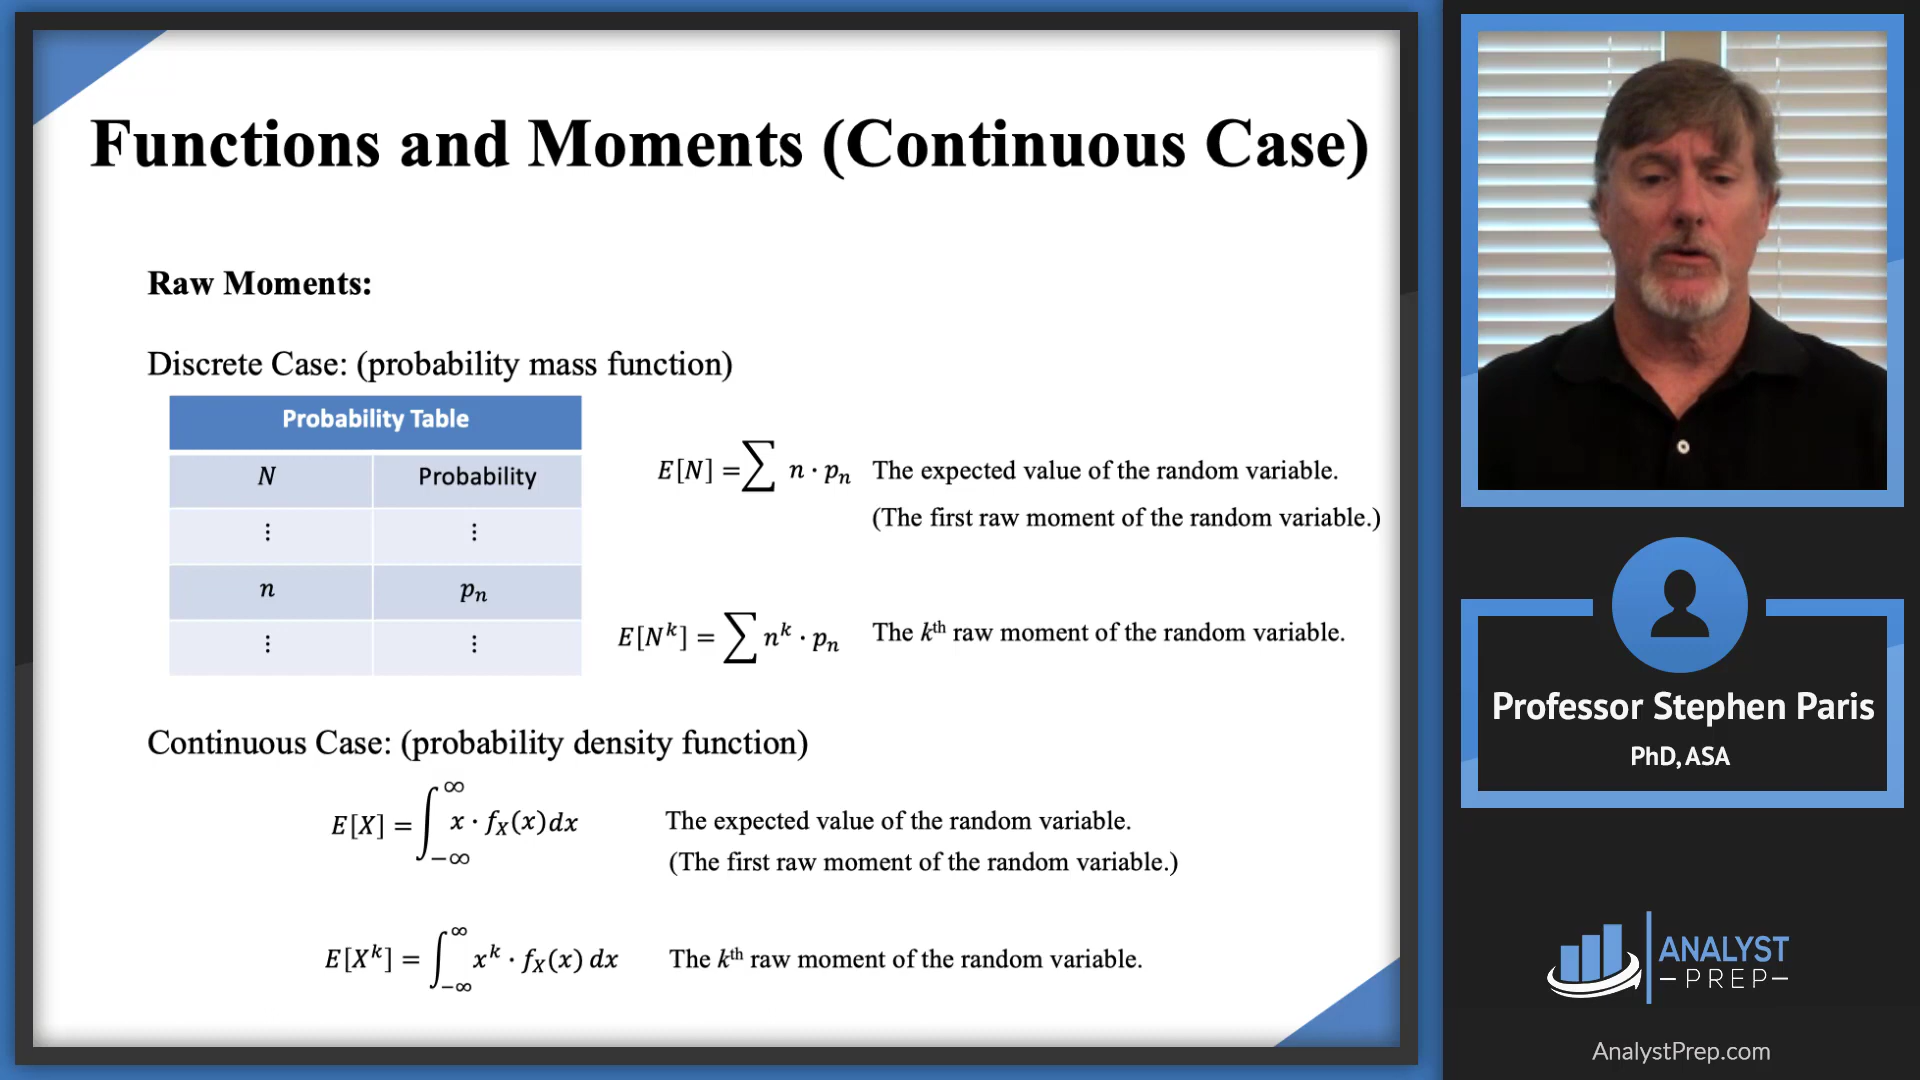 Functions and Moments (Continuous Case)
Raw Moments:
Discrete Case: (probability mass function)
Probability Table
N Probability
⋮ ⋮
n pₙ
⋮ ⋮
E[N] = ∑ n · pₙ The expected value of the random variable.
(The first raw moment of the random variable.)
E[Nᵏ] = ∑ nᵏ · pₙ The kᵗʰ raw moment of the random variable.
Continuous Case: (probability density function)
E[X] = ∫_{-∞}^{∞} x · f_X(x)dx The expected value of the random variable.
(The first raw moment of the random variable.)
E[Xᵏ] = ∫_{-∞}^{∞} xᵏ · f_X(x) dx The kᵗʰ raw moment of the random variable.
Professor Stephen Paris
PhD, ASA
ANALYST
– PREP –
AnalystPrep.com